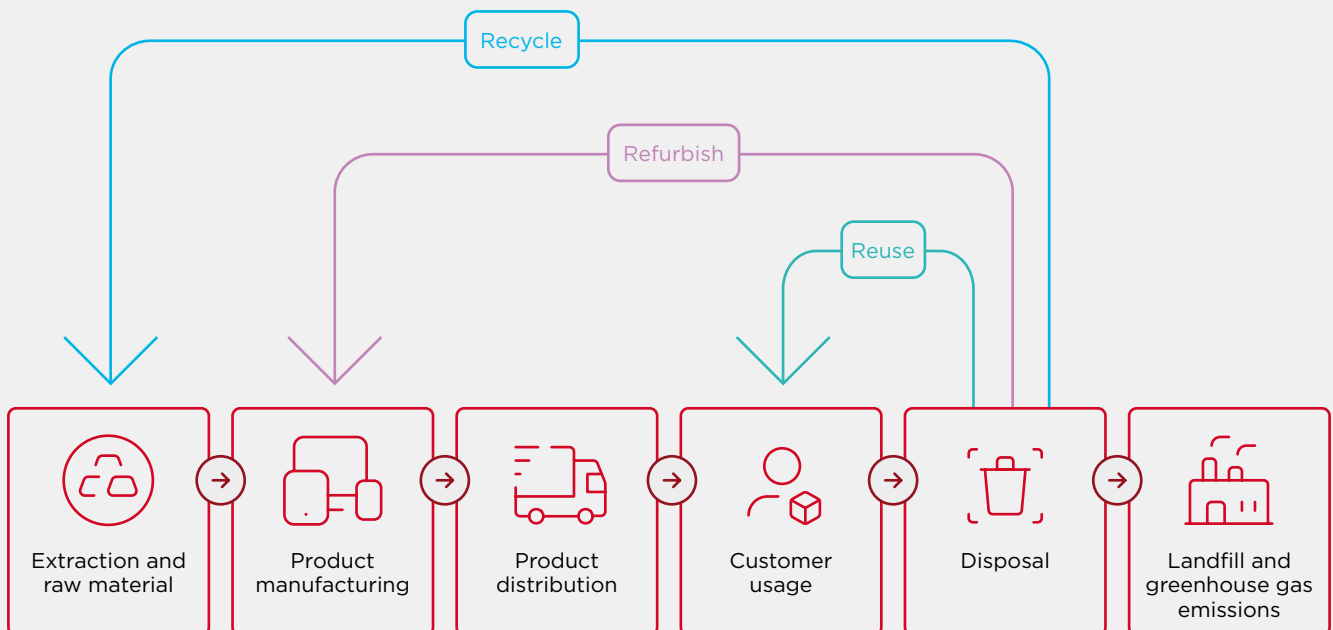 Recycle
Refurbish
Reuse
Extraction and
raw material
Product
manufacturing
Product
distribution
Customer
usage
Disposal
Landfill and
greenhouse gas
emissions